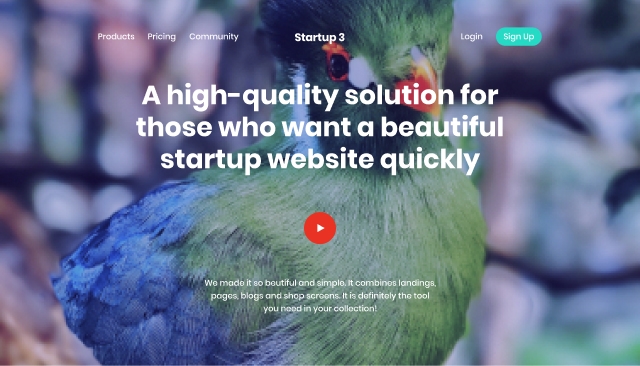 Products Pricing Community Startup 3 Login Sign Up
A high-quality solution for
those who want a beautiful
startup website quickly
We made it so beutiful and simple. It combines landings,
pages, blogs and shop screens. It is definitely the tool
you need in your collection!